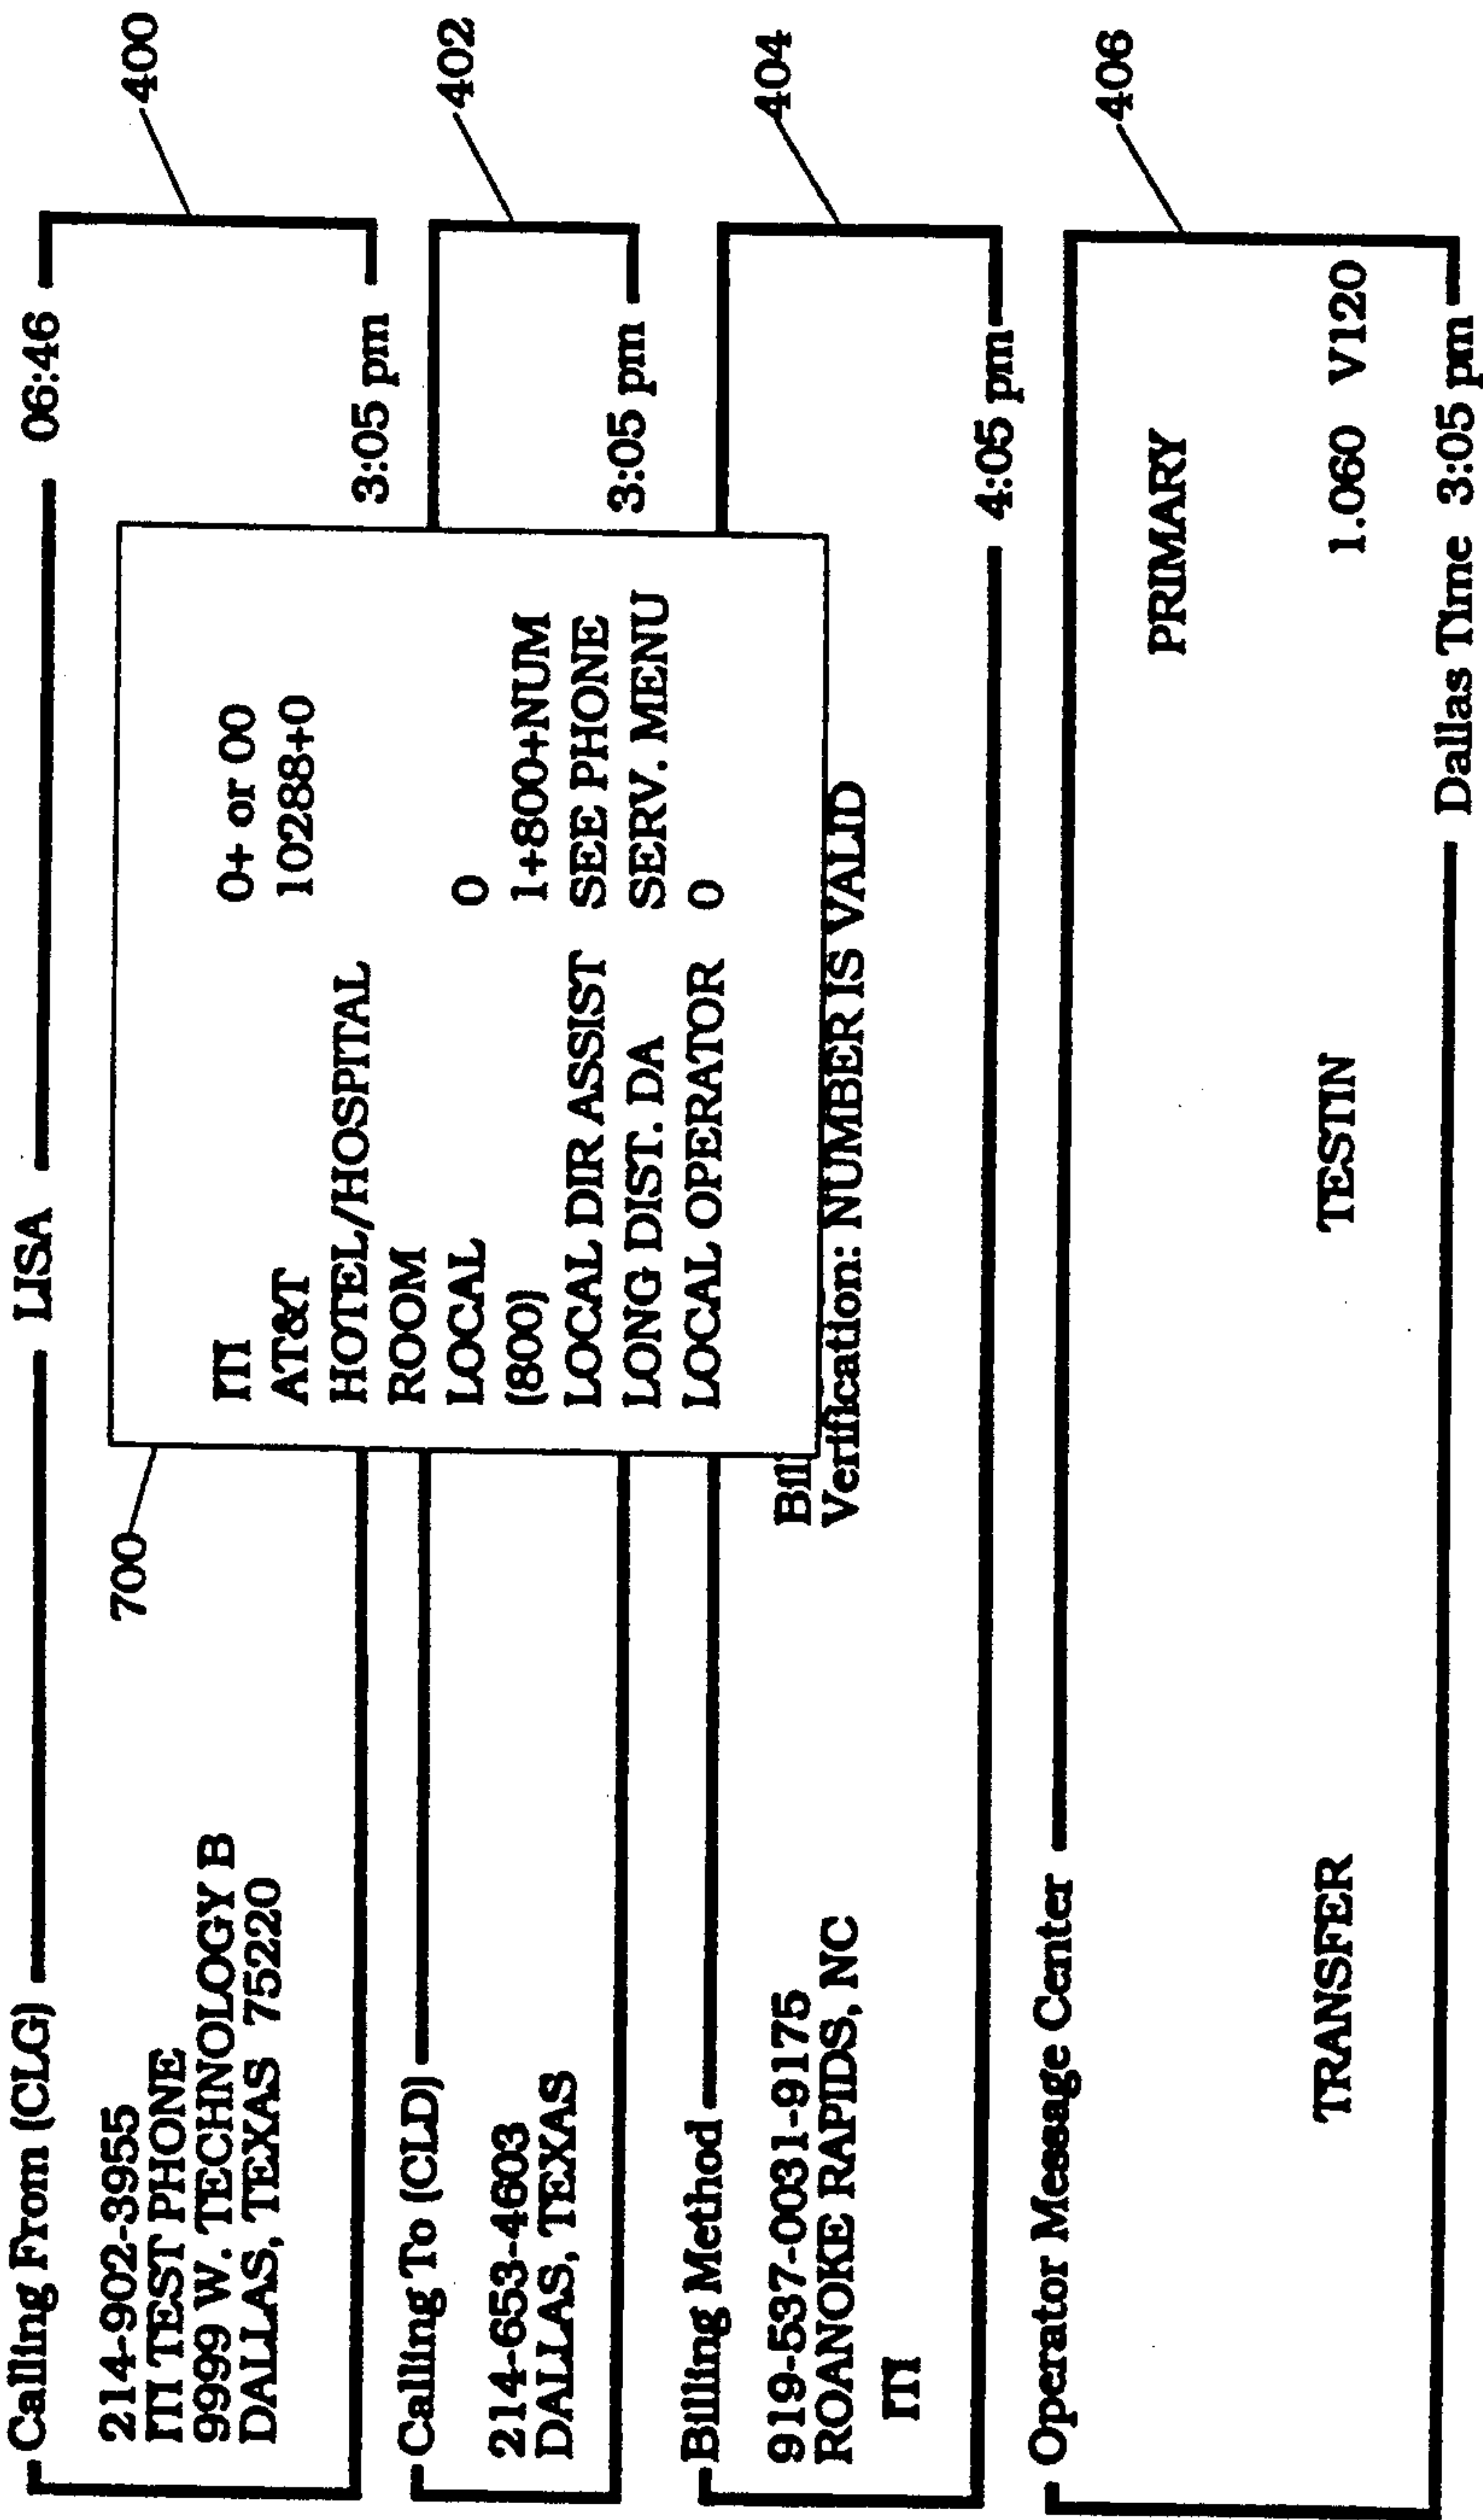 Calling From (CLG) LISA 06:46
400
700
214-902-3955
ITI TEST PHONE
9999 W. TECHNOLOGY B
DALLAS, TEXAS 75220
3:05 pm
ITI 0+ or 00
AT&T 10288+0
HOTEL/HOSPITAL
ROOM
LOCAL 0
(800) 1+800+NUM
LOCAL DIR ASSIST SEE PHONE
LONG DIST. DA SERV. MENU
LOCAL OPERATOR 0
Calling To (CLD)
402
214-653-4603
DALLAS, TEXAS
3:05 pm
Billing Method
404
919-537-0031-9175
ROANOKE RAPIDS, NC
ITI
Bill
Verification: NUMBER IS VALID
4:05 pm
Operator Message Center
406
PRIMARY
TRANSFER TESTIN 1.060 V120
Dallas Time 3:05 pm